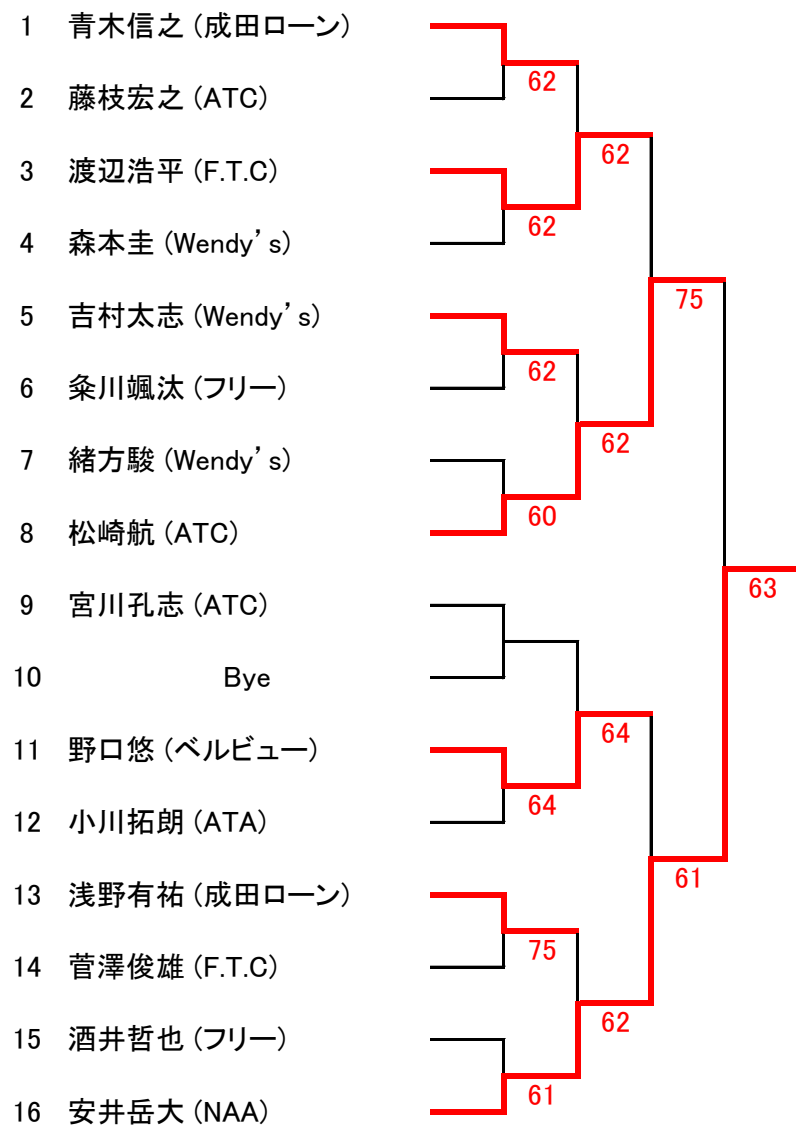 1 青木信之 (成田ローン)
62
2 藤枝宏之 (ATC)
62
3 渡辺浩平 (F.T.C)
62
4 森本圭 (Wendy’s)
75
5 吉村太志 (Wendy’s)
62
6 粂川颯汰 (フリー)
62
7 緒方駿 (Wendy’s)
60
8 松崎航 (ATC)
63
9 宮川孔志 (ATC)
10 Bye
64
11 野口悠 (ベルビュー)
64
12 小川拓朗 (ATA)
61
13 浅野有祐 (成田ローン)
75
14 菅澤俊雄 (F.T.C)
62
15 酒井哲也 (フリー)
61
16 安井岳大 (NAA)